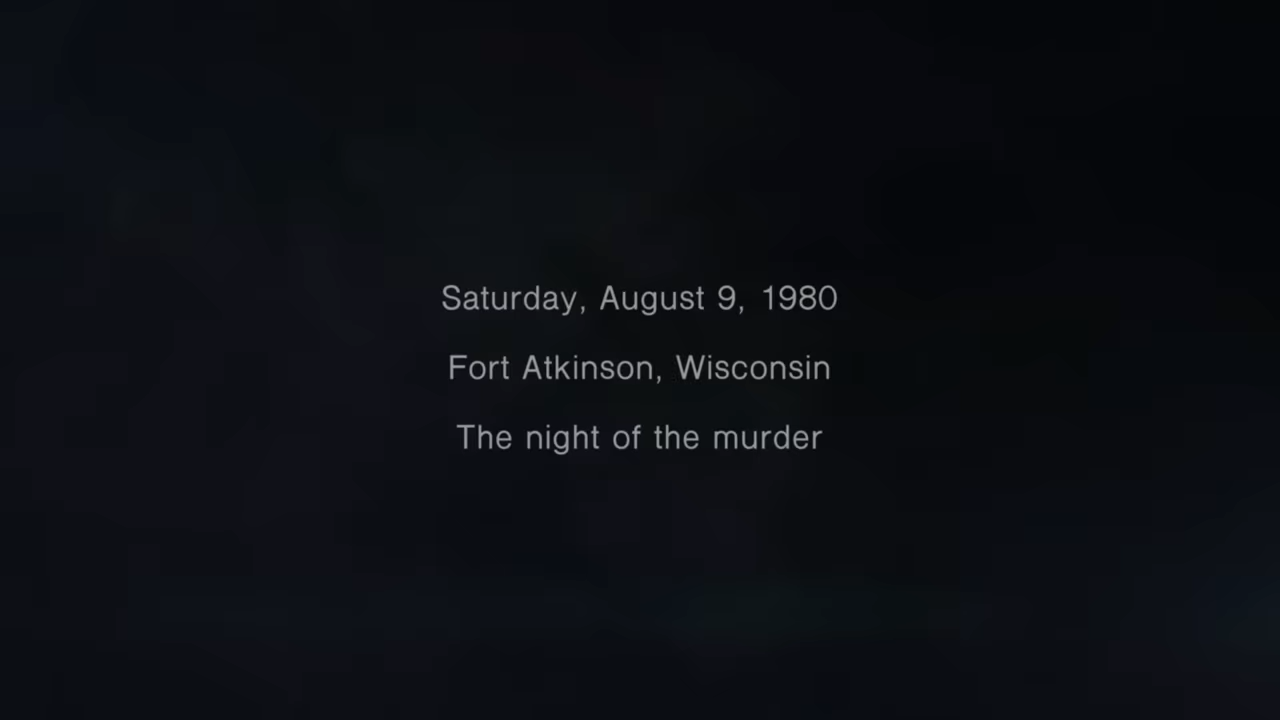 Saturday, August 9, 1980
Fort Atkinson, Wisconsin
The night of the murder